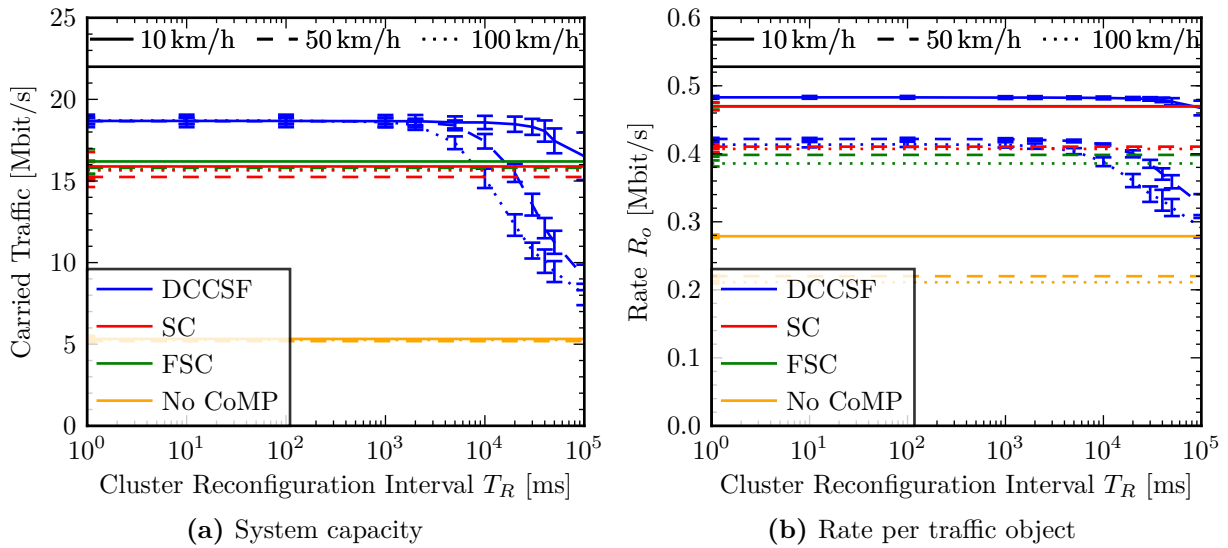 10 km/h 50 km/h 100 km/h
25
20
15
10
5
0
Carried Traffic [Mbit/s]
DCCSF
SC
FSC
No CoMP
10^0 10^1 10^2 10^3 10^4 10^5
Cluster Reconfiguration Interval T_R [ms]
(a) System capacity
10 km/h 50 km/h 100 km/h
0.6
0.5
0.4
0.3
0.2
0.1
0.0
Rate R_o [Mbit/s]
DCCSF
SC
FSC
No CoMP
10^0 10^1 10^2 10^3 10^4 10^5
Cluster Reconfiguration Interval T_R [ms]
(b) Rate per traffic object